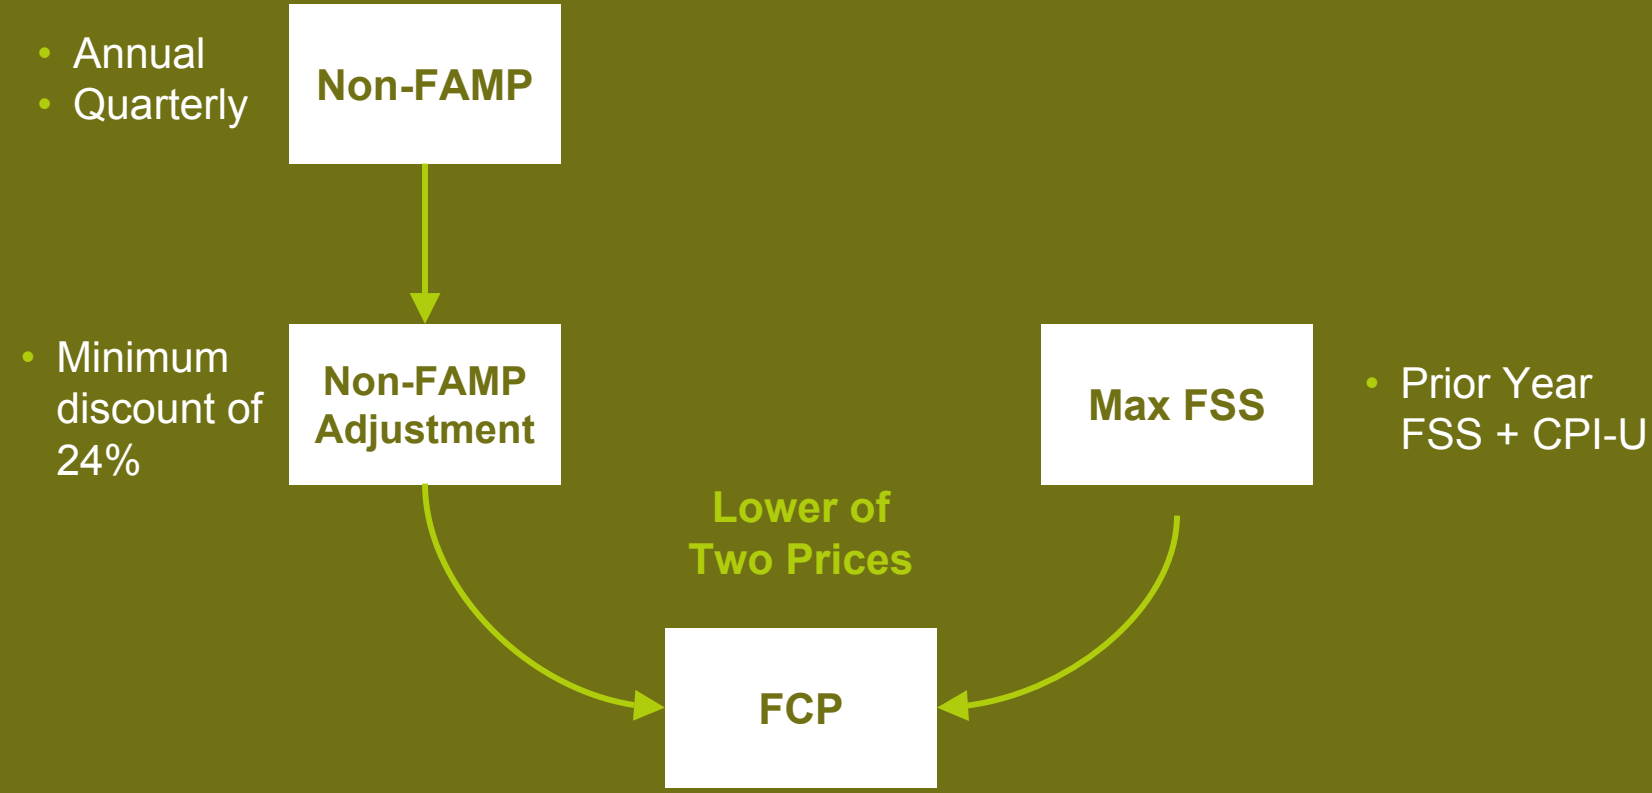 • Annual
• Quarterly
Non-FAMP
• Minimum
discount of
24%
Non-FAMP
Adjustment
Max FSS
• Prior Year
FSS + CPI-U
Lower of
Two Prices
FCP